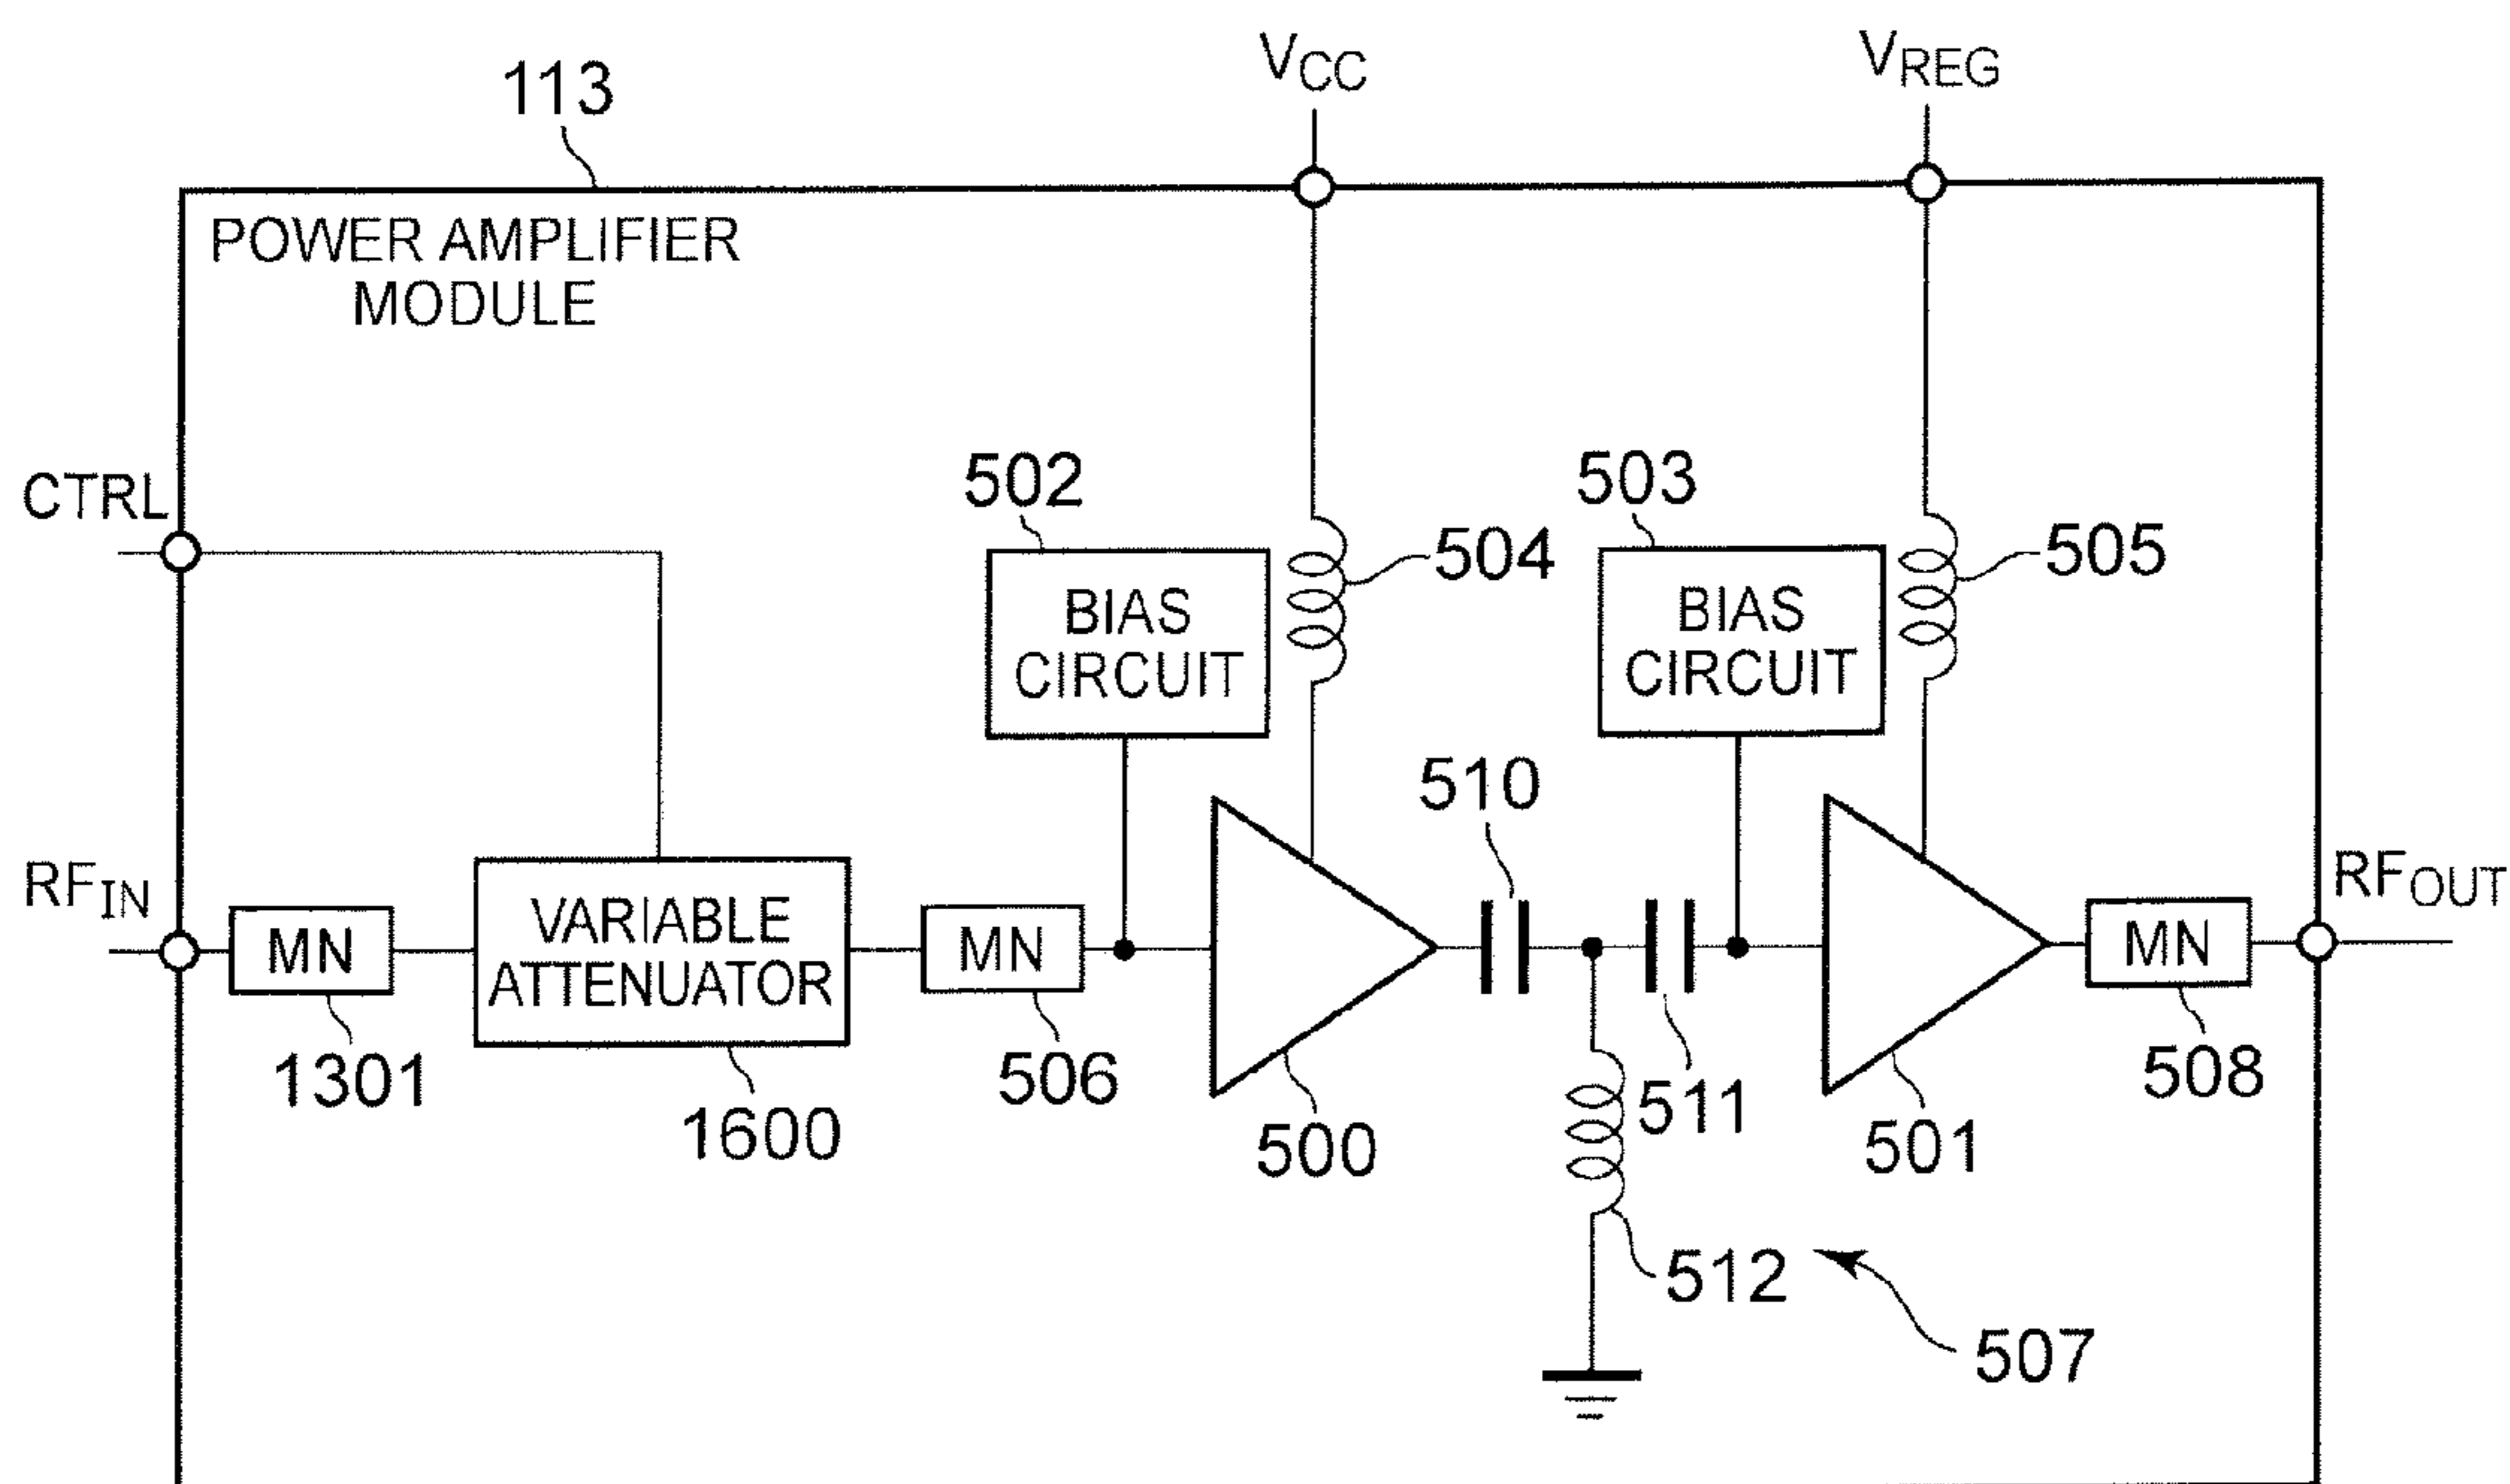 113
VCC
VREG
POWER AMPLIFIER
MODULE
CTRL
502
503
504
505
BIAS
CIRCUIT
BIAS
CIRCUIT
510
RFIN
RFOUT
MN
VARIABLE
ATTENUATOR
MN
MN
1301
1600
506
500
511
501
508
512
507